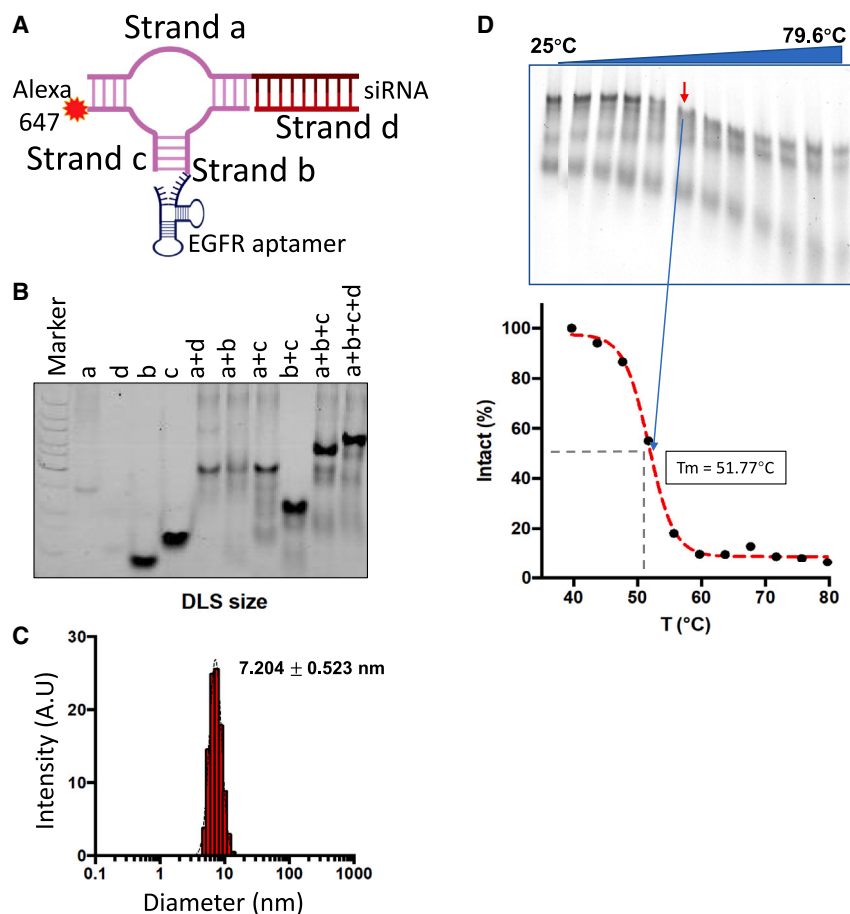 A
Strand a
Alexa
647
siRNA
Strand d
Strand c
Strand b
EGFR aptamer
B
Marker
a
d
b
c
a+d
a+b
a+c
b+c
a+b+c
a+b+c+d
C
DLS size
30
20
10
0
Intensity (A.U)
7.204 ± 0.523 nm
0.1
1
10
100
1000
Diameter (nm)
D
25°C
79.6°C
100
80
60
40
20
0
Intact (%)
Tm = 51.77°C
40
50
60
70
80
T (°C)